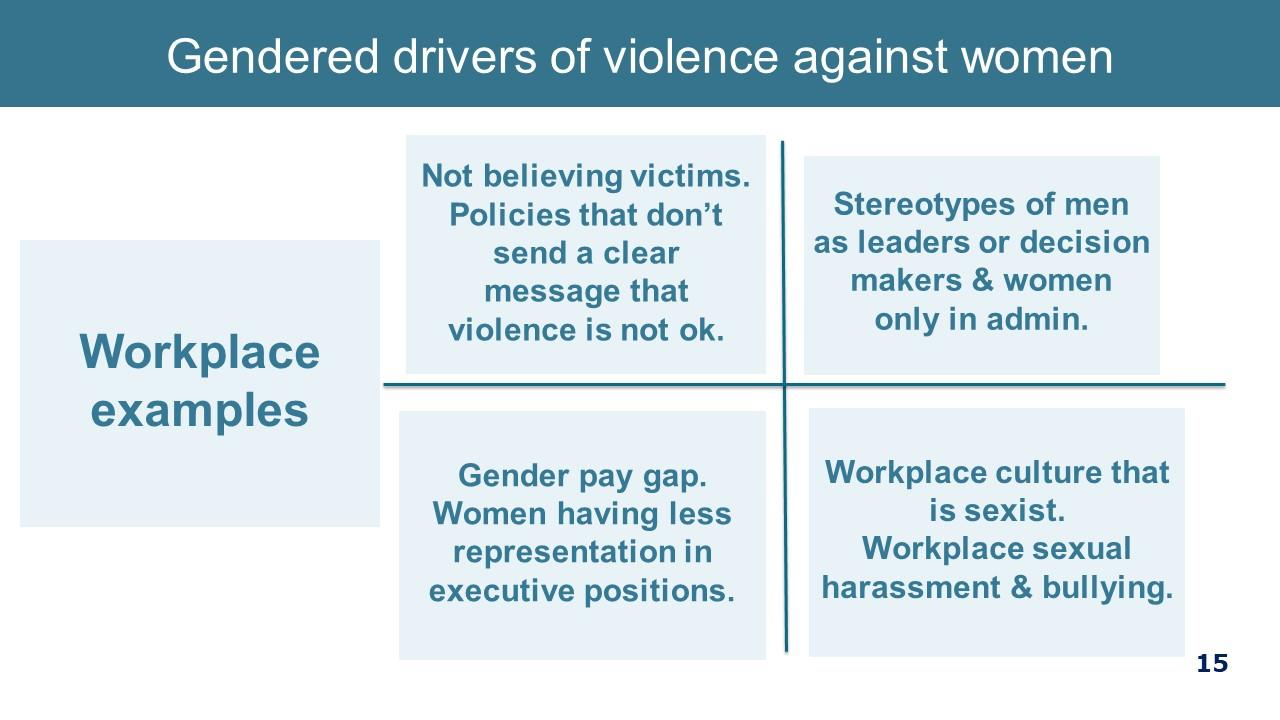 Gendered drivers of violence against women
Workplace
examples
Not believing victims.
Policies that don’t
send a clear
message that
violence is not ok.
Stereotypes of men
as leaders or decision
makers & women
only in admin.
Gender pay gap.
Women having less
representation in
executive positions.
Workplace culture that
is sexist.
Workplace sexual
harassment & bullying.
15